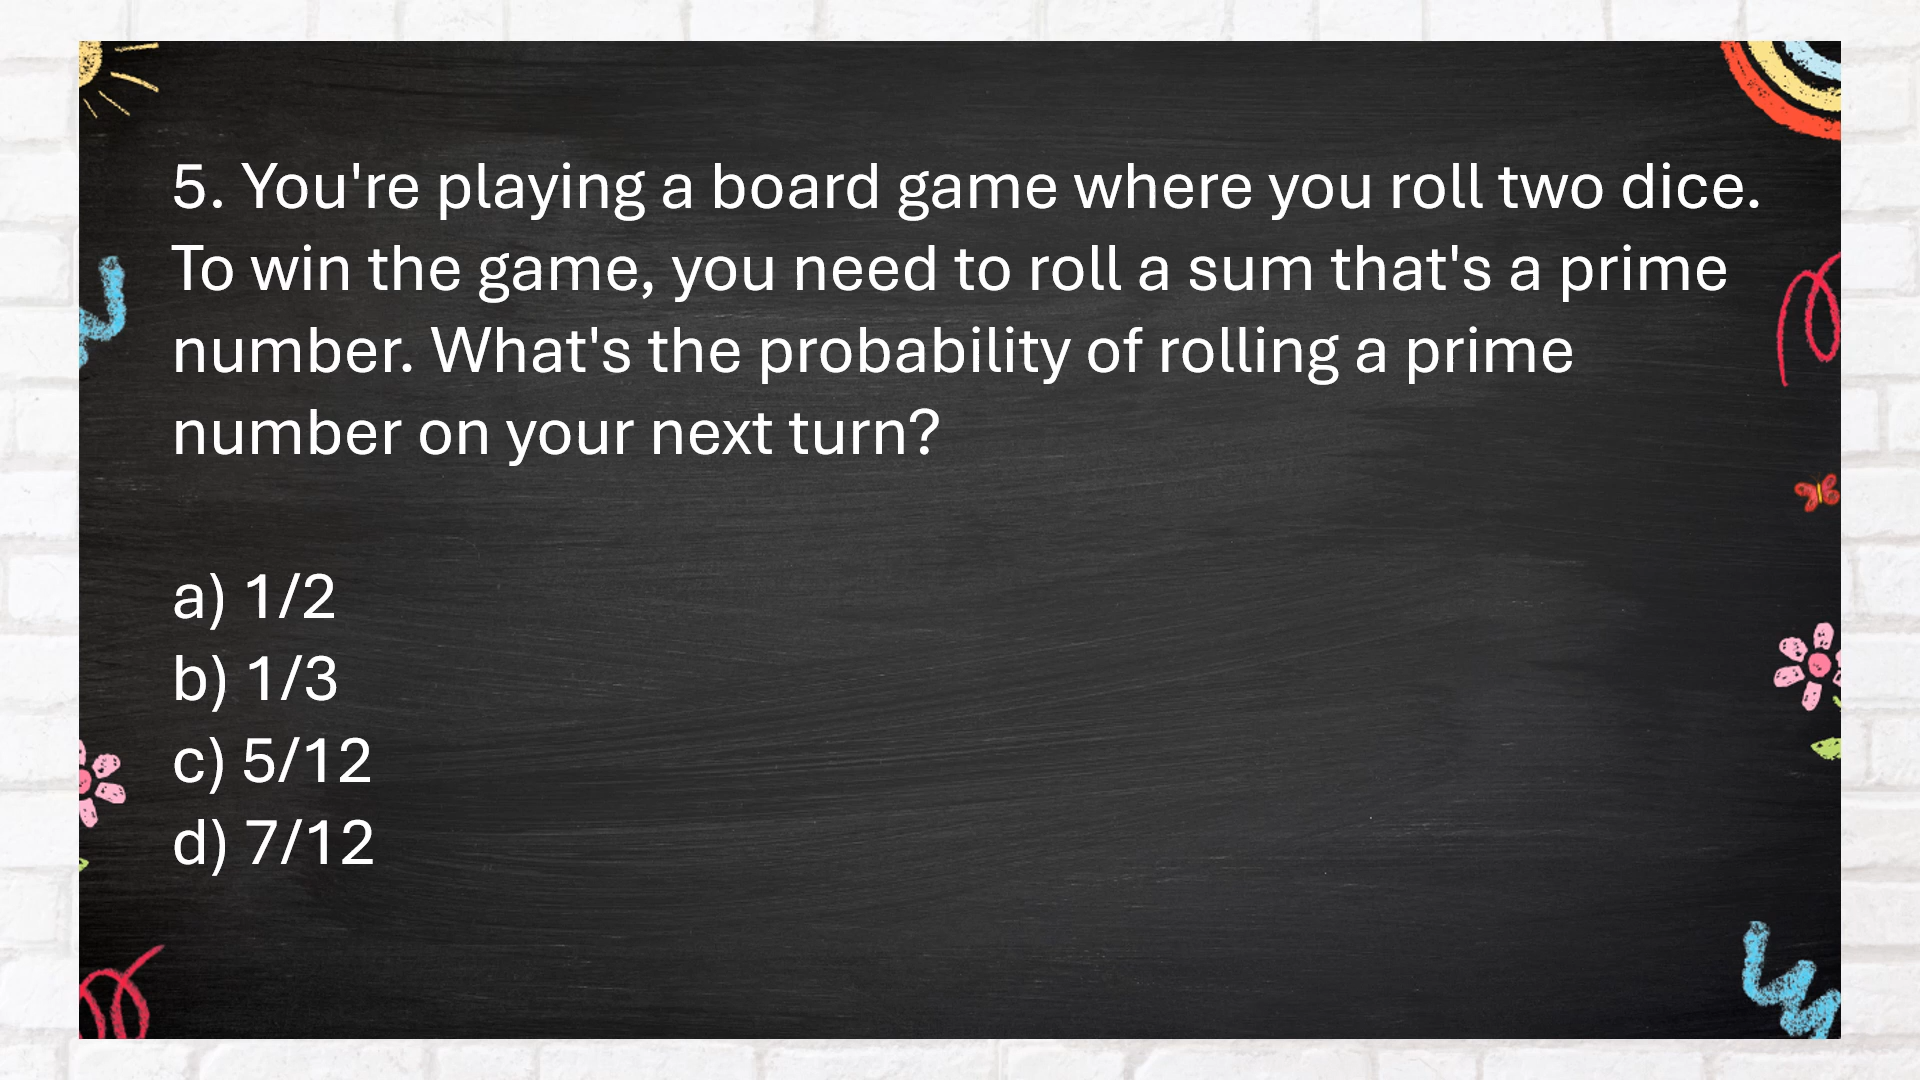 5. You're playing a board game where you roll two dice.
To win the game, you need to roll a sum that's a prime
number. What's the probability of rolling a prime
number on your next turn?
a) 1/2
b) 1/3
c) 5/12
d) 7/12